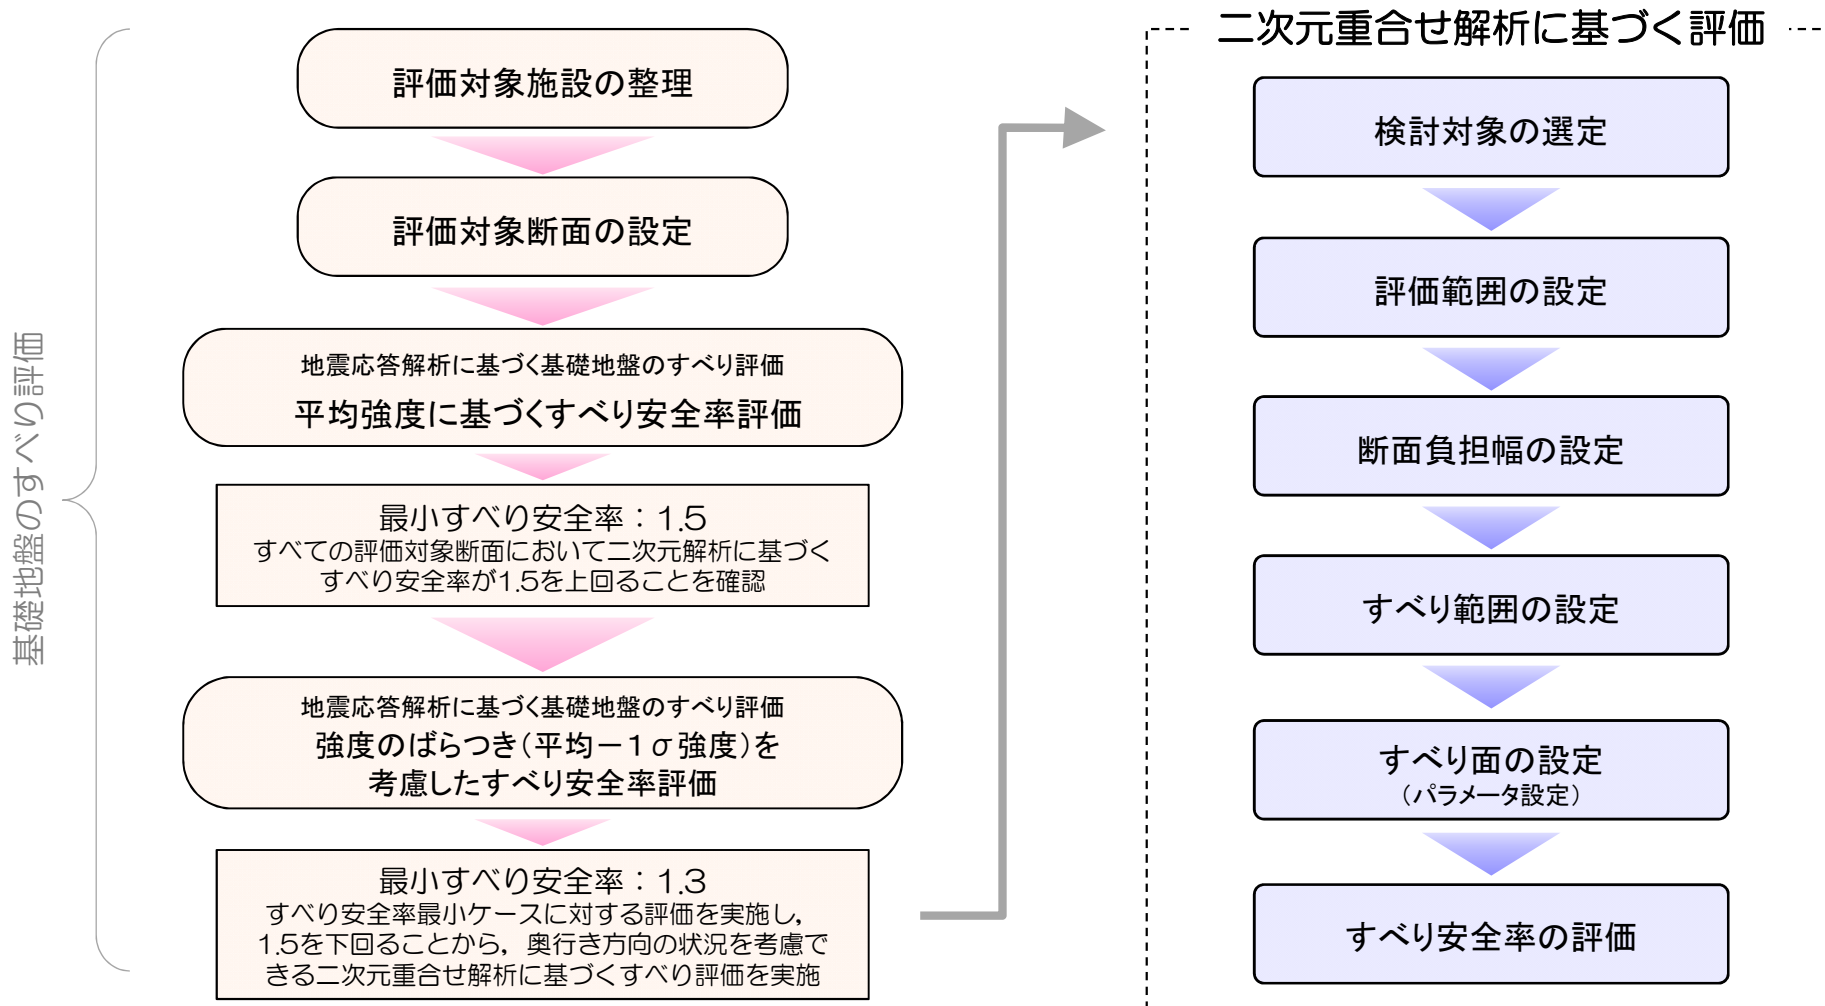 基礎地盤のすべり評価
評価対象施設の整理
評価対象断面の設定
地震応答解析に基づく基礎地盤のすべり評価
平均強度に基づくすべり安全率評価
最小すべり安全率：1.5
すべての評価対象断面において二次元解析に基づく
すべり安全率が1.5を上回ることを確認
地震応答解析に基づく基礎地盤のすべり評価
強度のばらつき（平均－１σ強度）を
考慮したすべり安全率評価
最小すべり安全率：1.3
すべり安全率最小ケースに対する評価を実施し，
1.5を下回ることから，奥行き方向の状況を考慮で
きる二次元重合せ解析に基づくすべり評価を実施
二次元重合せ解析に基づく評価
検討対象の選定
評価範囲の設定
断面負担幅の設定
すべり範囲の設定
すべり面の設定
（パラメータ設定）
すべり安全率の評価